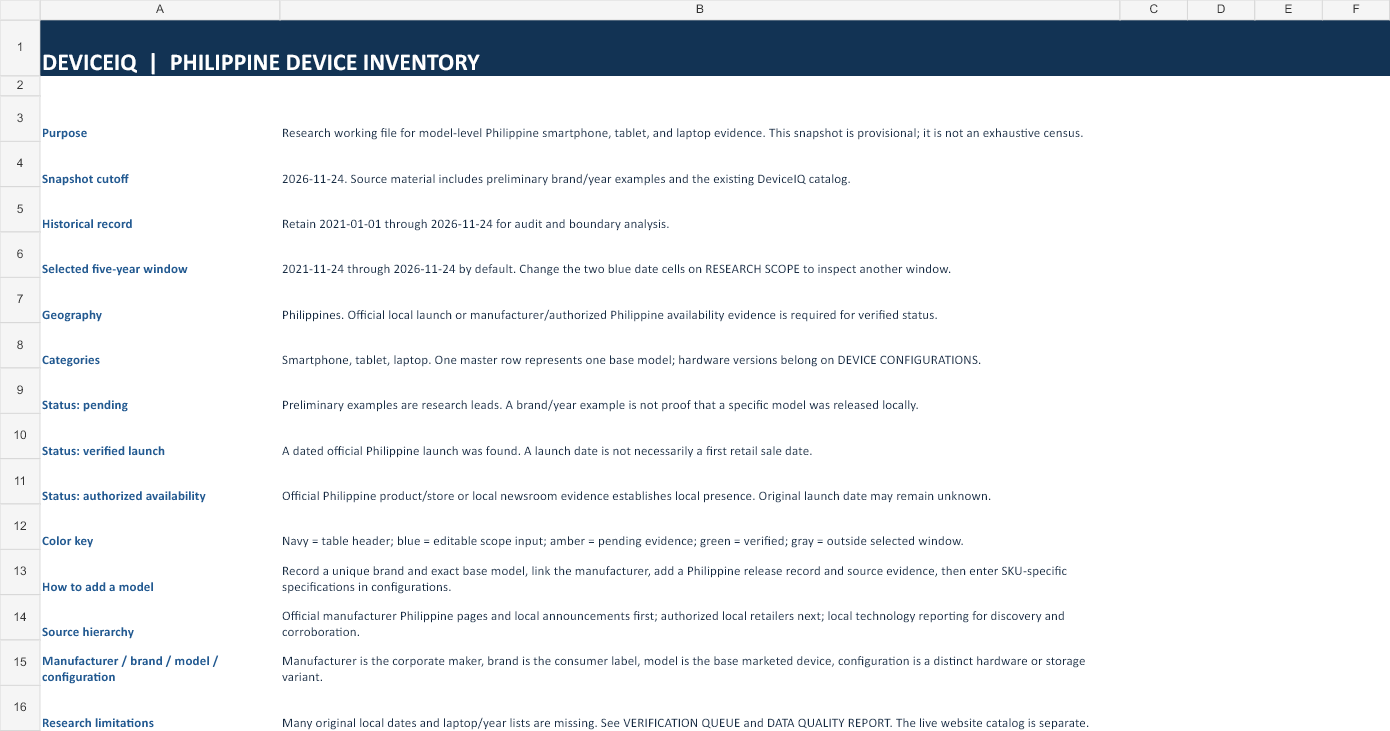 A B C D E F
1 DEVICEIQ | PHILIPPINE DEVICE INVENTORY
2
3 Purpose Research working file for model-level Philippine smartphone, tablet, and laptop evidence. This snapshot is provisional; it is not an exhaustive census.
4 Snapshot cutoff 2026-11-24. Source material includes preliminary brand/year examples and the existing DeviceIQ catalog.
5 Historical record Retain 2021-01-01 through 2026-11-24 for audit and boundary analysis.
6 Selected five-year window 2021-11-24 through 2026-11-24 by default. Change the two blue date cells on RESEARCH SCOPE to inspect another window.
7 Geography Philippines. Official local launch or manufacturer/authorized Philippine availability evidence is required for verified status.
8 Categories Smartphone, tablet, laptop. One master row represents one base model; hardware versions belong on DEVICE CONFIGURATIONS.
9 Status: pending Preliminary examples are research leads. A brand/year example is not proof that a specific model was released locally.
10 Status: verified launch A dated official Philippine launch was found. A launch date is not necessarily a first retail sale date.
11 Status: authorized availability Official Philippine product/store or local newsroom evidence establishes local presence. Original launch date may remain unknown.
12 Color key Navy = table header; blue = editable scope input; amber = pending evidence; green = verified; gray = outside selected window.
13 How to add a model Record a unique brand and exact base model, link the manufacturer, add a Philippine release record and source evidence, then enter SKU-specific
specifications in configurations.
14 Source hierarchy Official manufacturer Philippine pages and local announcements first; authorized local retailers next; local technology reporting for discovery and
corroboration.
15 Manufacturer / brand / model / Manufacturer is the corporate maker, brand is the consumer label, model is the base marketed device, configuration is a distinct hardware or storage
configuration variant.
16 Research limitations Many original local dates and laptop/year lists are missing. See VERIFICATION QUEUE and DATA QUALITY REPORT. The live website catalog is separate.